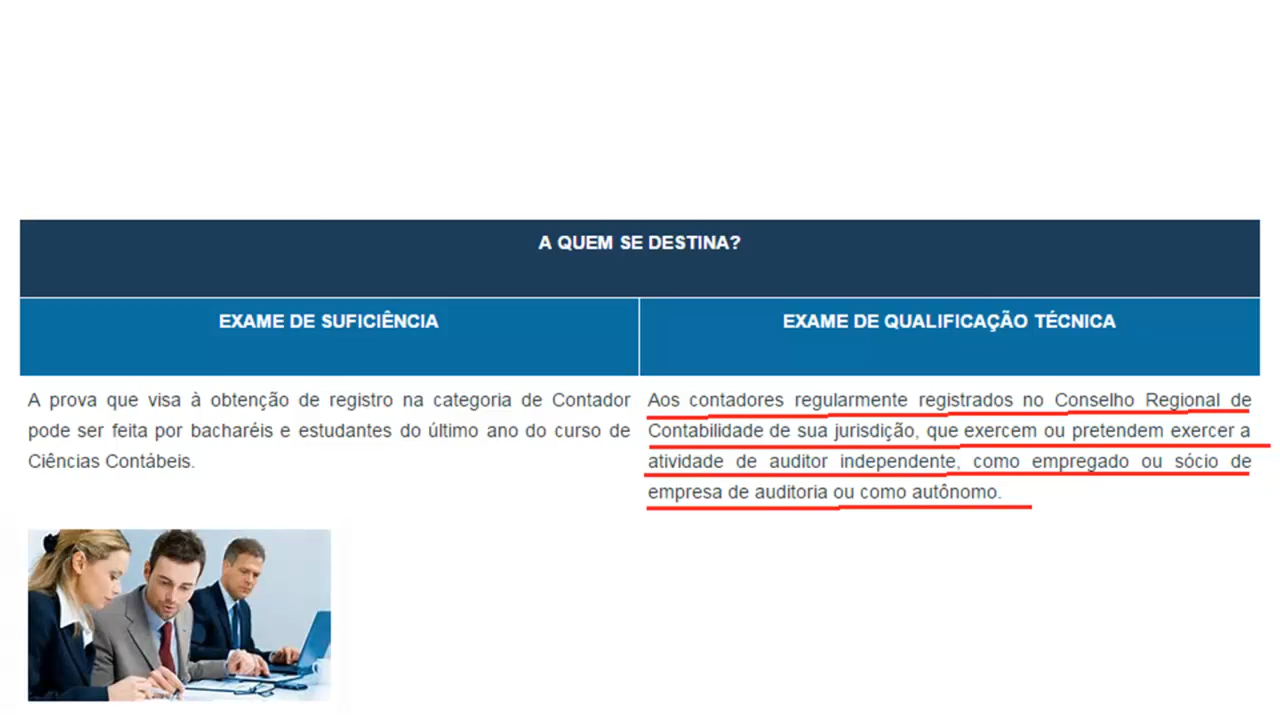 A QUEM SE DESTINA?
EXAME DE SUFICIÊNCIA
EXAME DE QUALIFICAÇÃO TÉCNICA
A prova que visa à obtenção de registro na categoria de Contador
pode ser feita por bacharéis e estudantes do último ano do curso de
Ciências Contábeis.
Aos contadores regularmente registrados no Conselho Regional de
Contabilidade de sua jurisdição, que exercem ou pretendem exercer a
atividade de auditor independente, como empregado ou sócio de
empresa de auditoria ou como autônomo.